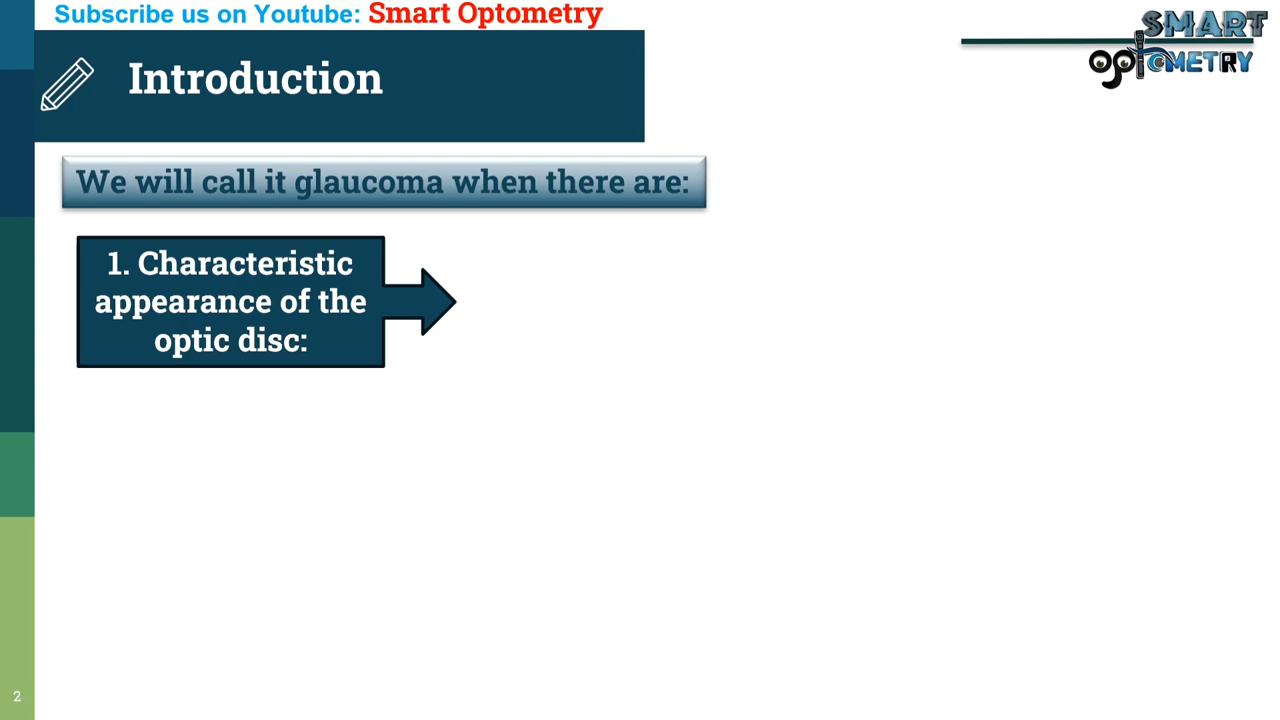 Subscribe us on Youtube: Smart Optometry
SMART
OPTOMETRY
Introduction
We will call it glaucoma when there are:
1. Characteristic
appearance of the
optic disc:
2